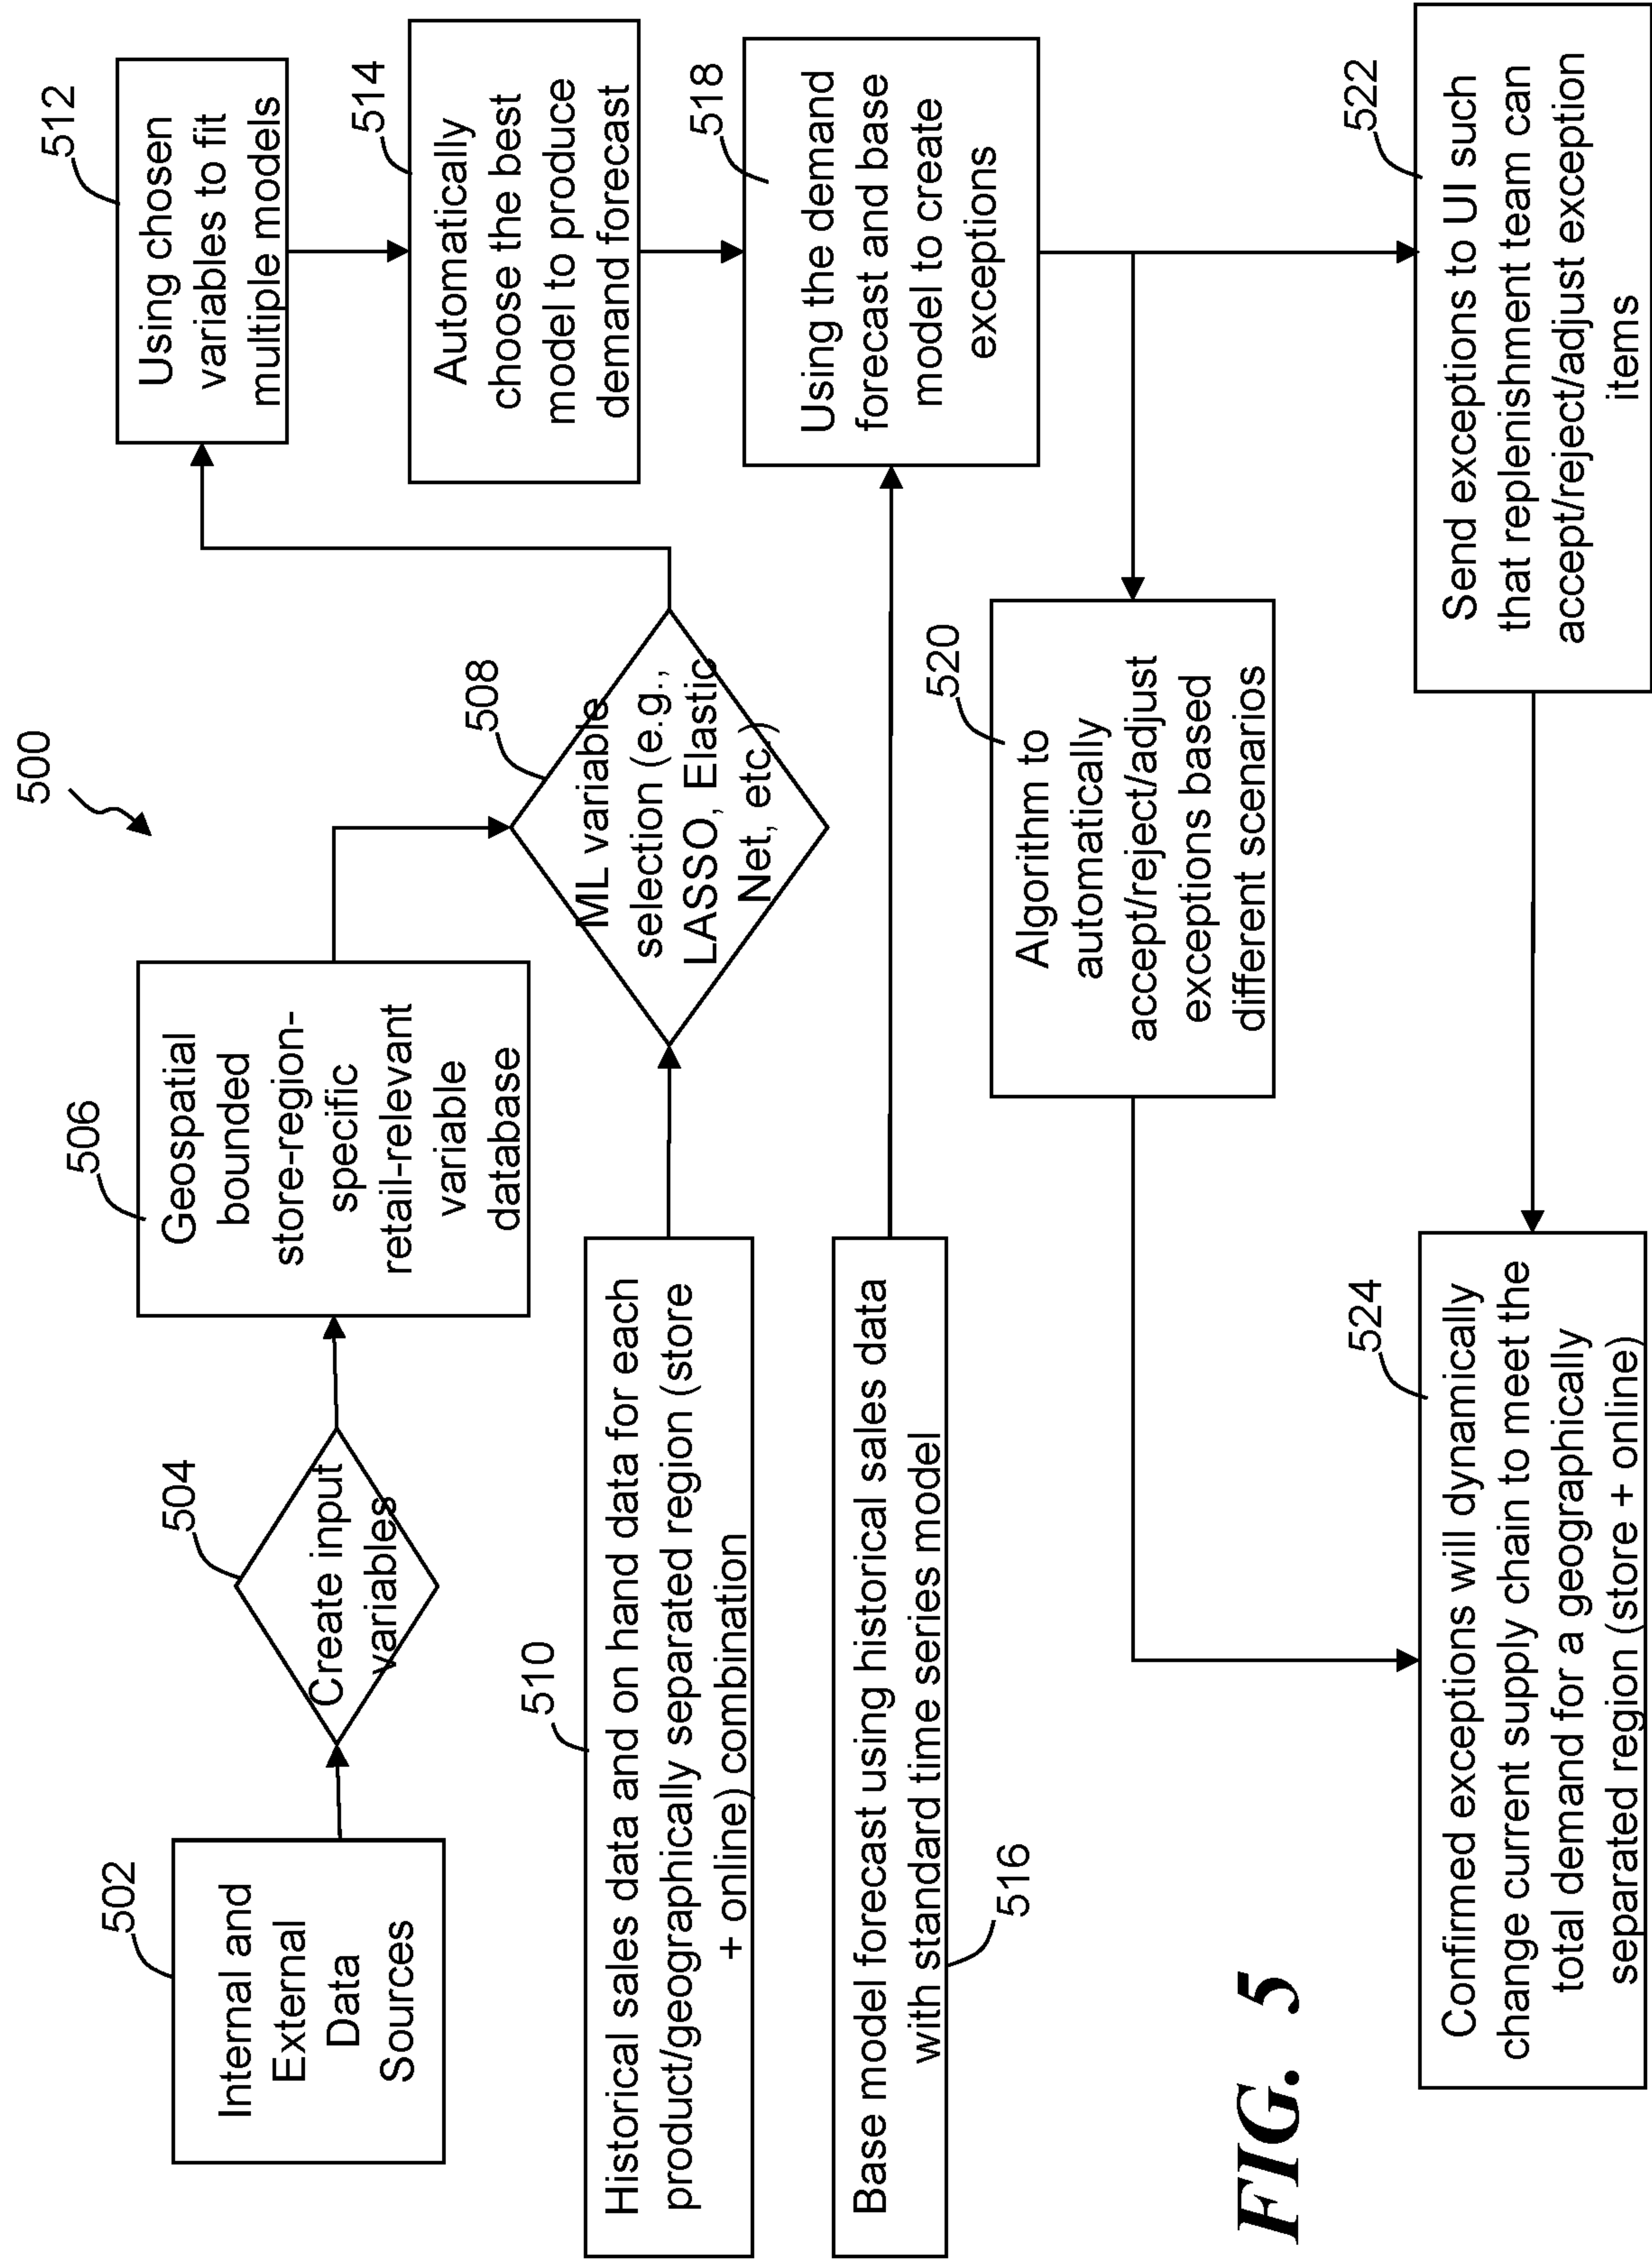 500
502
Internal and
External
Data
Sources
504
Create input
variables
506
Geospatial
bounded
store-region-
specific
retail-relevant
variable
database
508
ML variable
selection (e.g.,
LASSO, Elastic
Net, etc.)
510
Historical sales data and on hand data for each
product/geographically separated region (store
+ online) combination
512
Using chosen
variables to fit
multiple models
514
Automatically
choose the best
model to produce
demand forecast
516
Base model forecast using historical sales data
with standard time series model
518
Using the demand
forecast and base
model to create
exceptions
520
Algorithm to
automatically
accept/reject/adjust
exceptions based
different scenarios
522
Send exceptions to UI such
that replenishment team can
accept/reject/adjust exception
items
524
Confirmed exceptions will dynamically
change current supply chain to meet the
total demand for a geographically
separated region (store + online)
FIG. 5